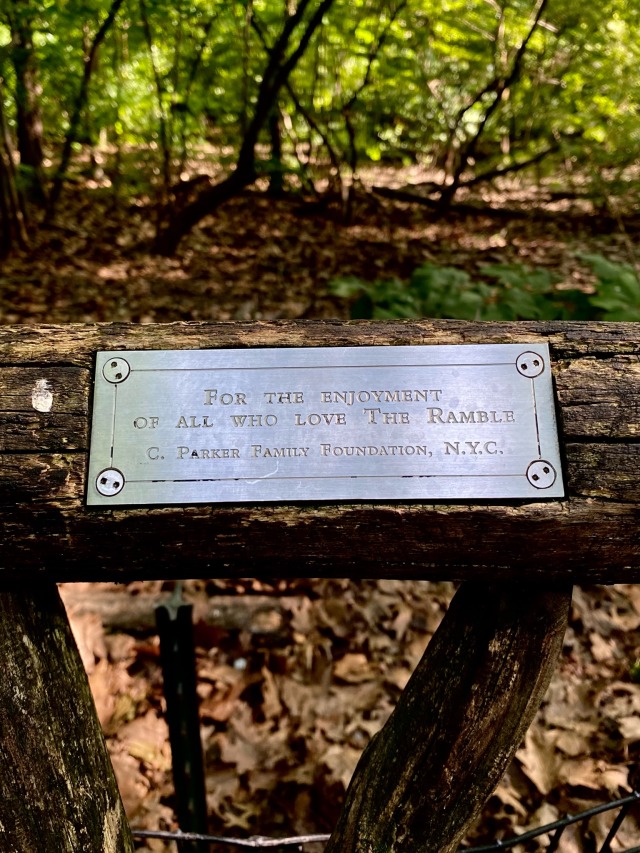 For the enjoyment
of all who love The Ramble
C. Parker Family Foundation, N.Y.C.